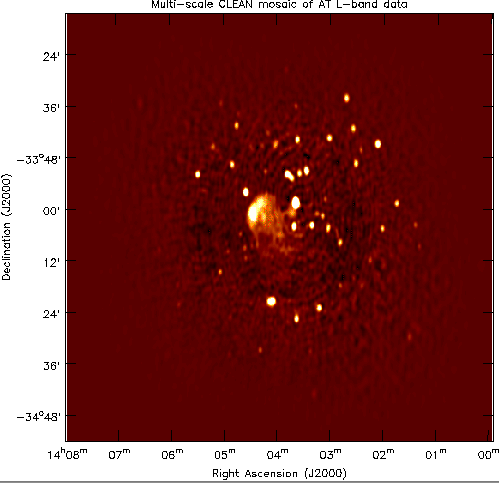 Multi-scale CLEAN mosaic of AT L-band data
24'
36'
-33°48'
00'
12'
24'
36'
-34°48'
Declination (J2000)
14ʰ08ᵐ 07ᵐ 06ᵐ 05ᵐ 04ᵐ 03ᵐ 02ᵐ 01ᵐ 00ᵐ
Right Ascension (J2000)